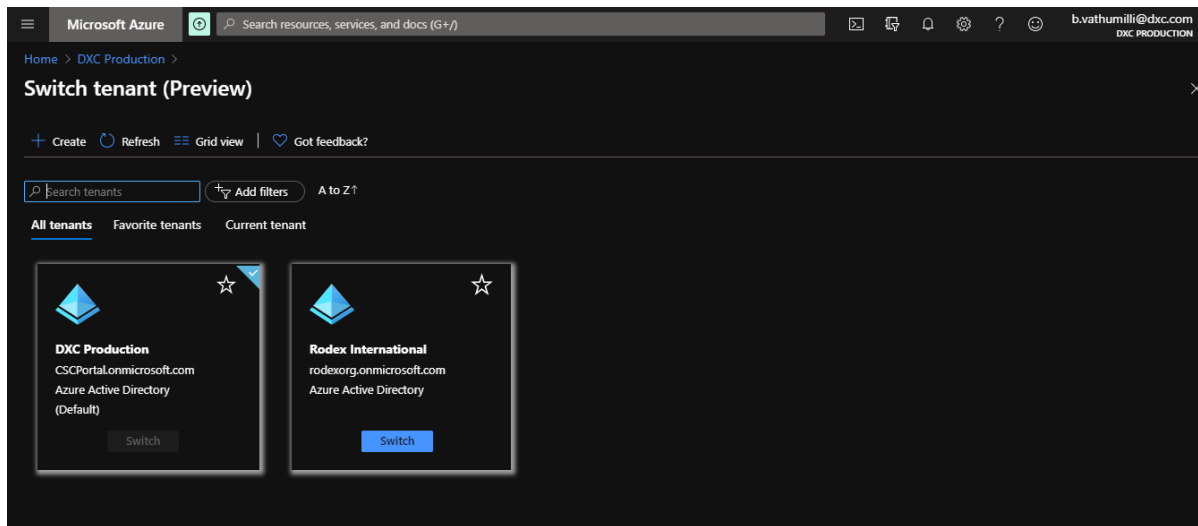 Microsoft Azure
Search resources, services, and docs (G+/)
b.vathumilli@dxc.com
DXC PRODUCTION
Home > DXC Production >
Switch tenant (Preview)
Create Refresh Grid view | Got feedback?
Search tenants
Add filters
A to Z↑
All tenants Favorite tenants Current tenant
DXC Production
CSCPortal.onmicrosoft.com
Azure Active Directory
(Default)
Switch
Rodex International
rodexorg.onmicrosoft.com
Azure Active Directory
Switch